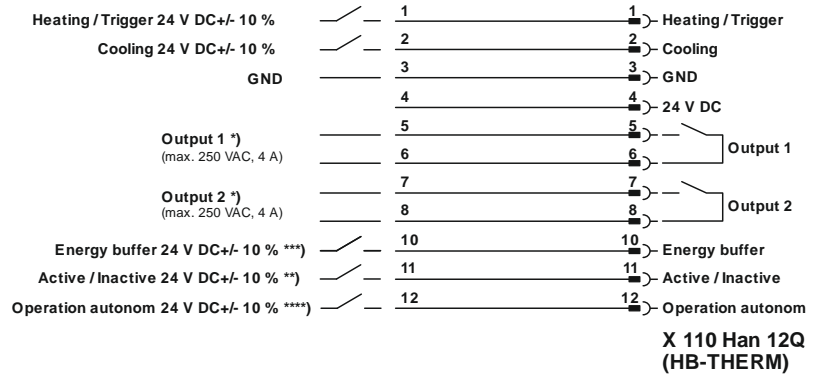 Heating / Trigger 24 V DC+/- 10 % 1 1 Heating / Trigger
Cooling 24 V DC+/- 10 % 2 2 Cooling
GND 3 3 GND
4 4 24 V DC
Output 1 *) 5 5
(max. 250 VAC, 4 A) 6 6 Output 1
Output 2 *) 7 7
(max. 250 VAC, 4 A) 8 8 Output 2
Energy buffer 24 V DC+/- 10 % ***) 10 10 Energy buffer
Active / Inactive 24 V DC+/- 10 % **) 11 11 Active / Inactive
Operation autonom 24 V DC+/- 10 % ****) 12 12 Operation autonom
X 110 Han 12Q
(HB-THERM)